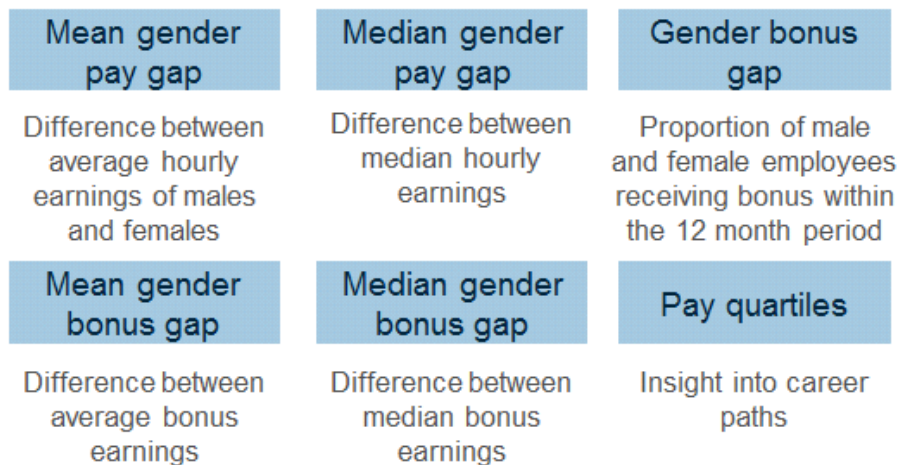 Mean gender
pay gap
Difference between
average hourly
earnings of males
and females
Median gender
pay gap
Difference between
median hourly
earnings
Gender bonus
gap
Proportion of male
and female employees
receiving bonus within
the 12 month period
Mean gender
bonus gap
Difference between
average bonus
earnings
Median gender
bonus gap
Difference between
median bonus
earnings
Pay quartiles
Insight into career
paths